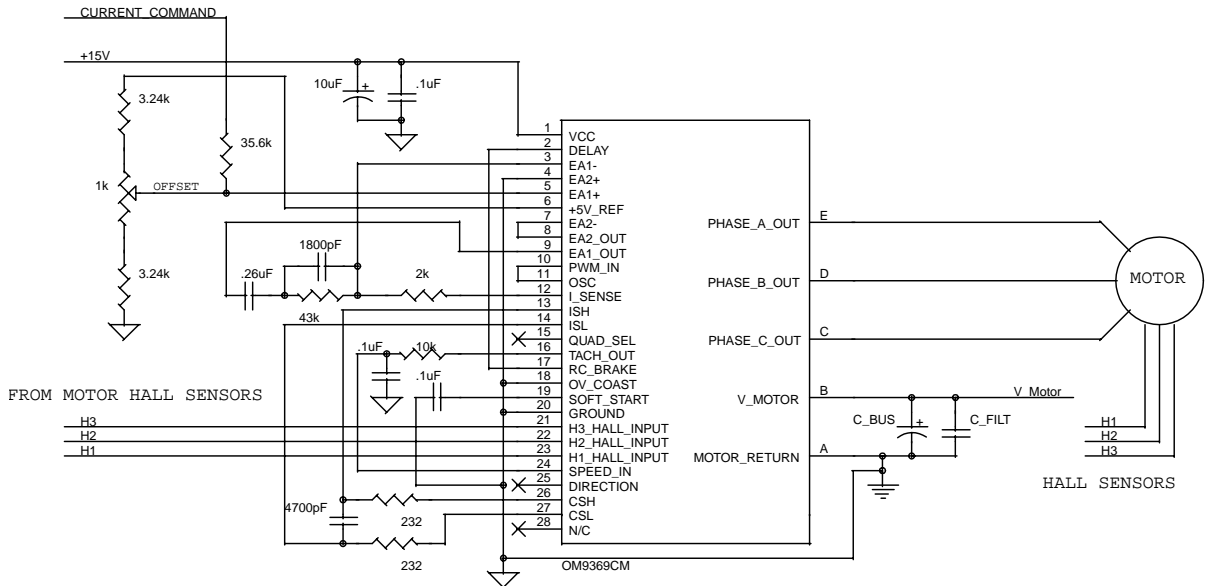 CURRENT_COMMAND
+15V
3.24k
10uF
+
.1uF
35.6k
1k
OFFSET
3.24k
1800pF
.26uF
2k
43k
.1uF
10k
.1uF
FROM MOTOR HALL SENSORS
H3
H2
H1
4700pF
232
232
1 VCC
2 DELAY
3 EA1-
4 EA2+
5 EA1+
6 +5V_REF
7 EA2-
8 EA2_OUT
9 EA1_OUT
10 PWM_IN
11 OSC
12 I_SENSE
13 ISH
14 ISL
15 QUAD_SEL
16 TACH_OUT
17 RC_BRAKE
18 OV_COAST
19 SOFT_START
20 GROUND
21 H3_HALL_INPUT
22 H2_HALL_INPUT
23 H1_HALL_INPUT
24 SPEED_IN
25 DIRECTION
26 CSH
27 CSL
28 N/C
PHASE_A_OUT E
PHASE_B_OUT D
PHASE_C_OUT C
V_MOTOR B
MOTOR_RETURN A
OM9369CM
MOTOR
V_Motor
C_BUS
+
C_FILT
H1
H2
H3
HALL SENSORS